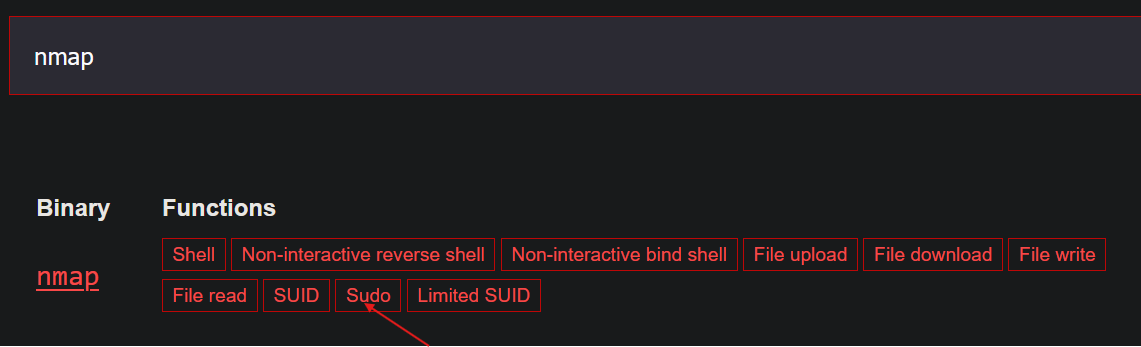 nmap
Binary Functions
Shell Non-interactive reverse shell Non-interactive bind shell File upload File download File write
nmap
File read SUID Sudo Limited SUID